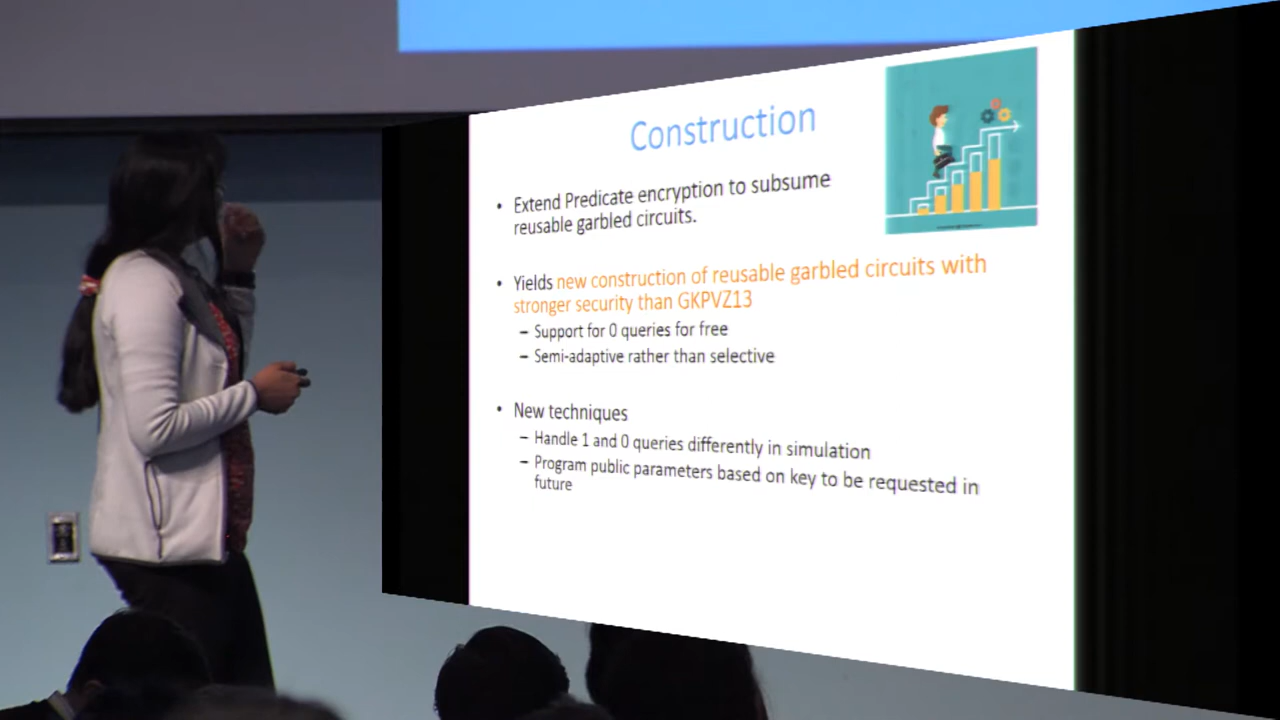 Construction
• Extend Predicate encryption to subsume
reusable garbled circuits.
• Yields new construction of reusable garbled circuits with
stronger security than GKPVZ13
– Support for 0 queries for free
– Semi-adaptive rather than selective
• New techniques
– Handle 1 and 0 queries differently in simulation
– Program public parameters based on key to be requested in
future